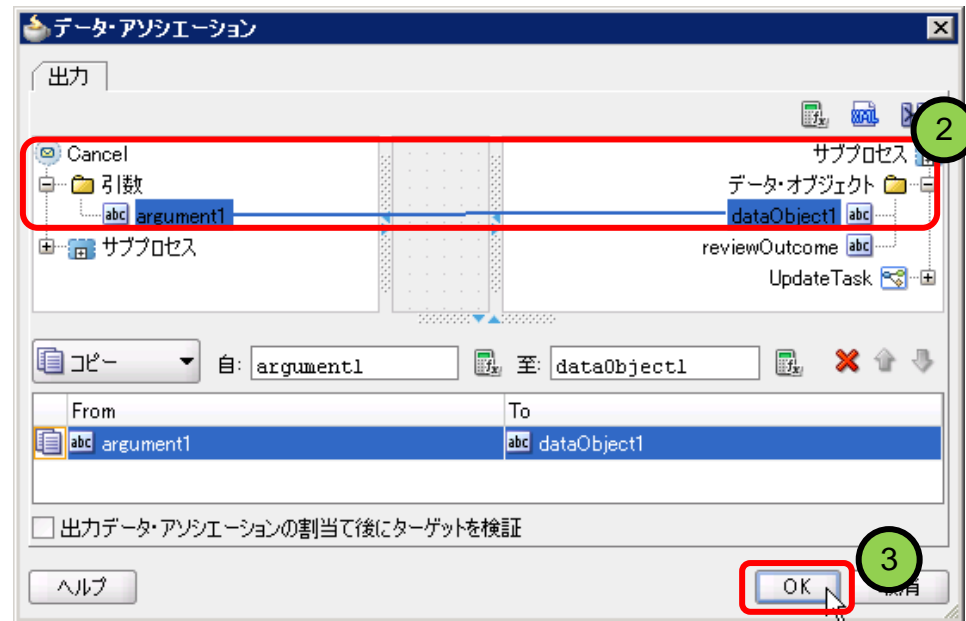 データ・アソシエーション
出力
2
Cancel
サブプロセス
引数
データ・オブジェクト
argument1
dataObject1
サブプロセス
reviewOutcome
UpdateTask
コピー 自: argument1 至: dataObject1
From To
argument1 dataObject1
出力データ・アソシエーションの割当て後にターゲットを検証
3
ヘルプ OK